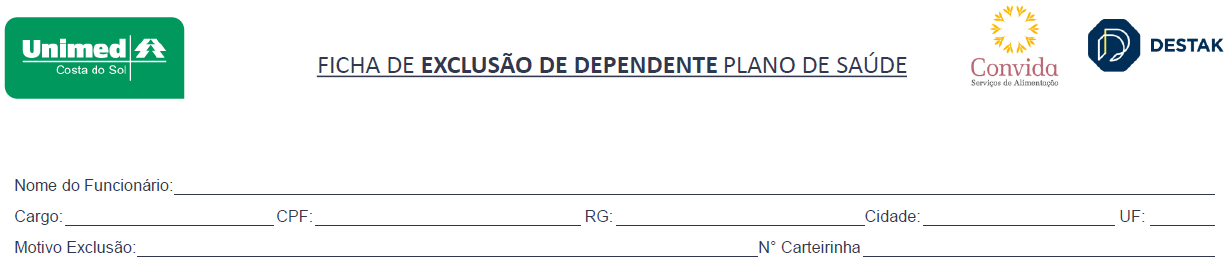 Unimed
Costa do Sol
FICHA DE EXCLUSÃO DE DEPENDENTE PLANO DE SAÚDE
Convida
Serviços de Alimentação
DESTAK
Nome do Funcionário:
Cargo: CPF: RG: Cidade: UF:
Motivo Exclusão: N° Carteirinha